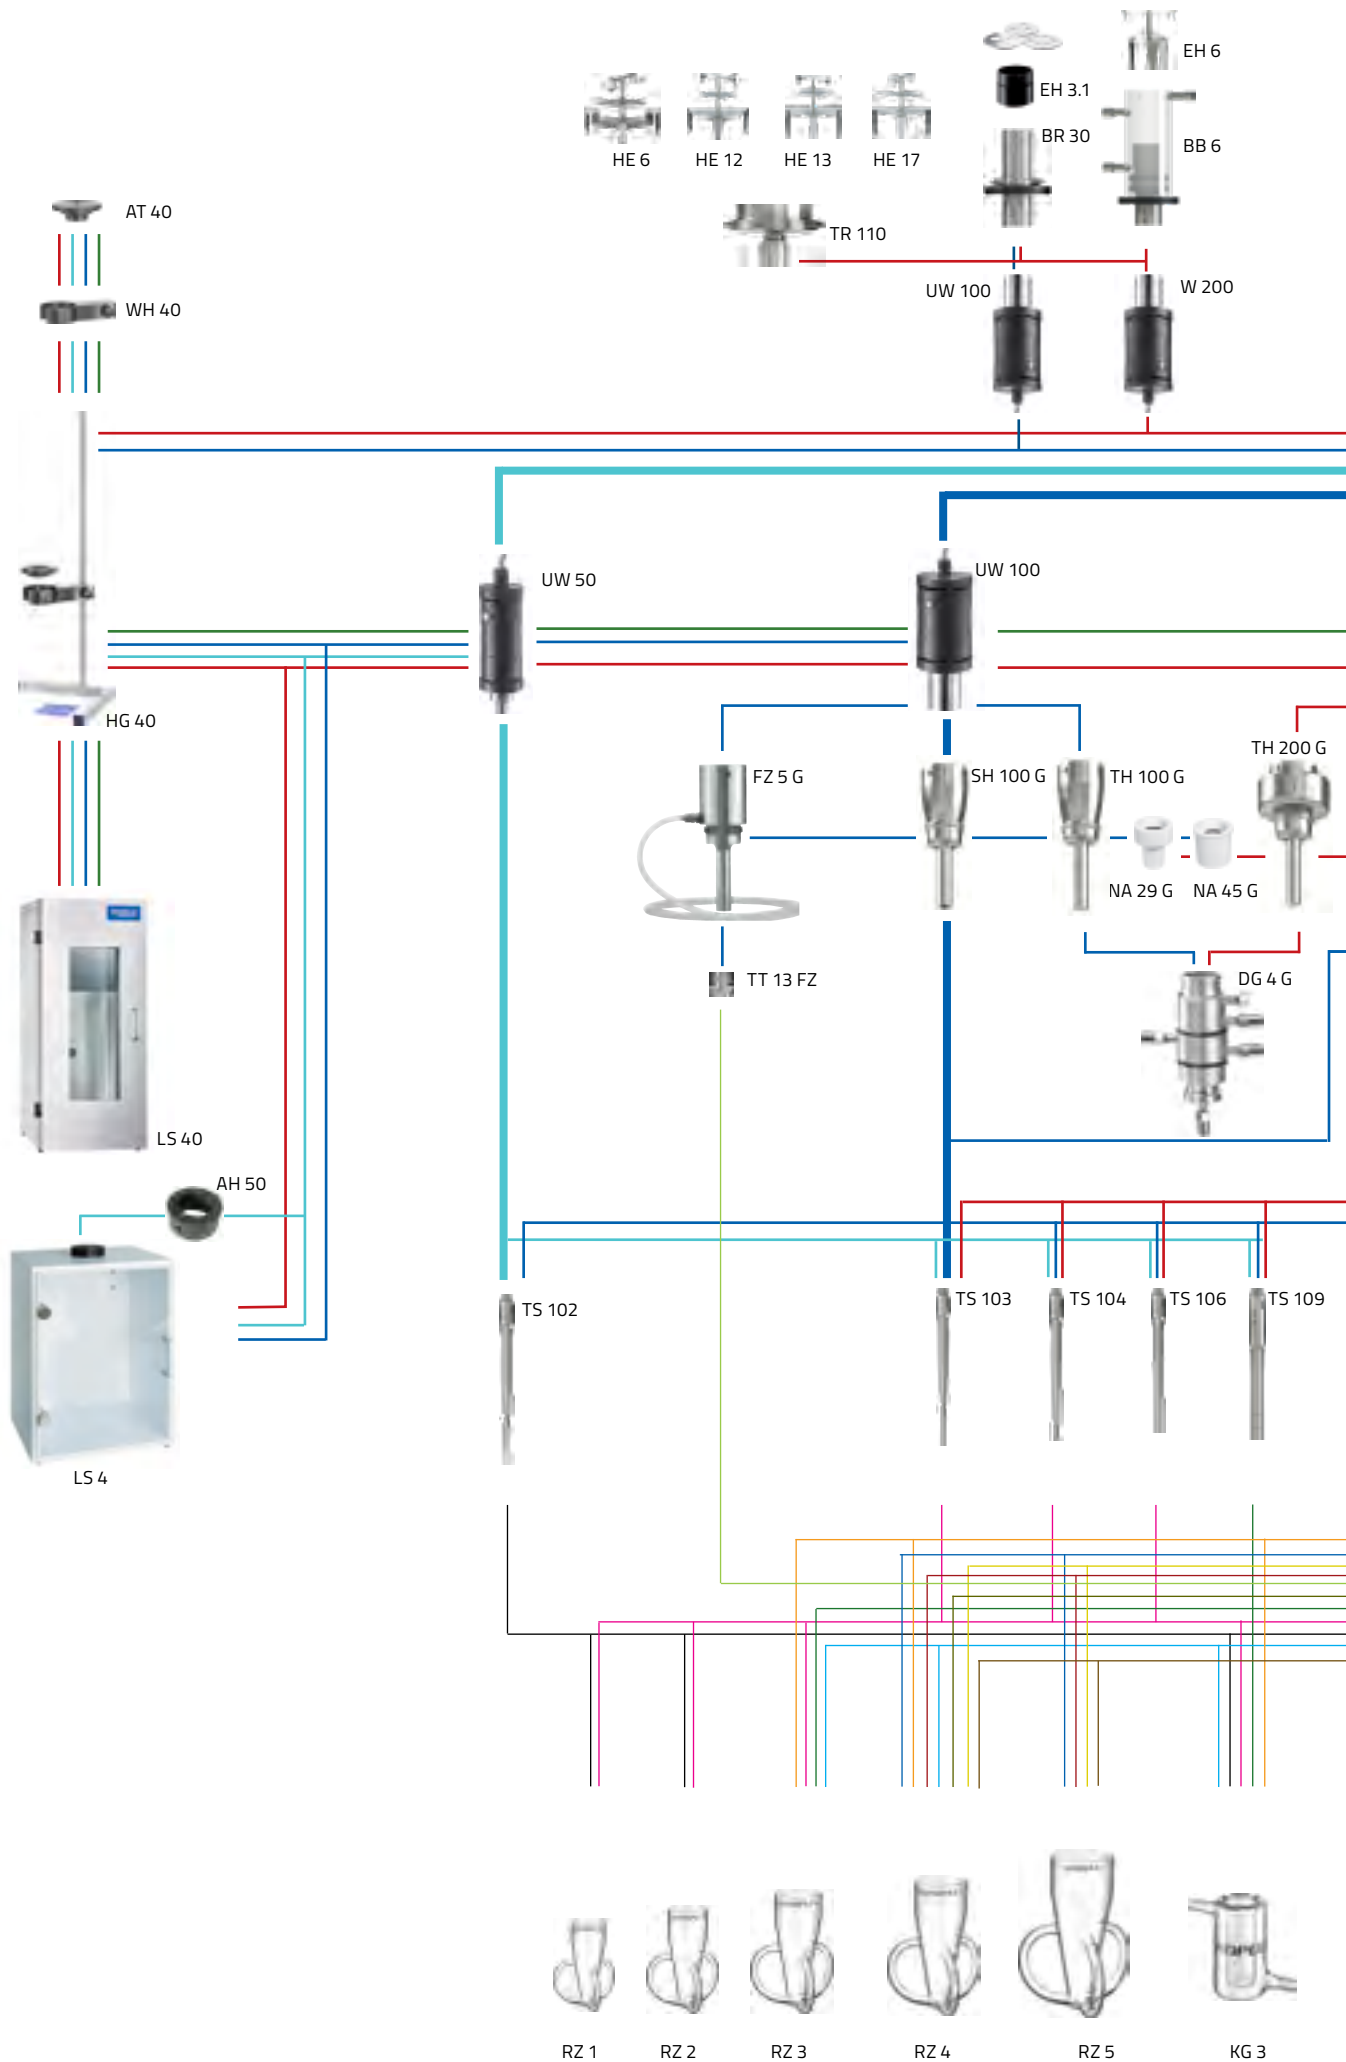 EH 6
EH 3.1
BR 30
BB 6
HE 6
HE 12
HE 13
HE 17
AT 40
TR 110
UW 100
W 200
WH 40
UW 50
UW 100
HG 40
TH 200 G
FZ 5 G
SH 100 G
TH 100 G
NA 29 G
NA 45 G
TT 13 FZ
DG 4 G
LS 40
AH 50
TS 102
TS 103
TS 104
TS 106
TS 109
LS 4
RZ 1
RZ 2
RZ 3
RZ 4
RZ 5
KG 3